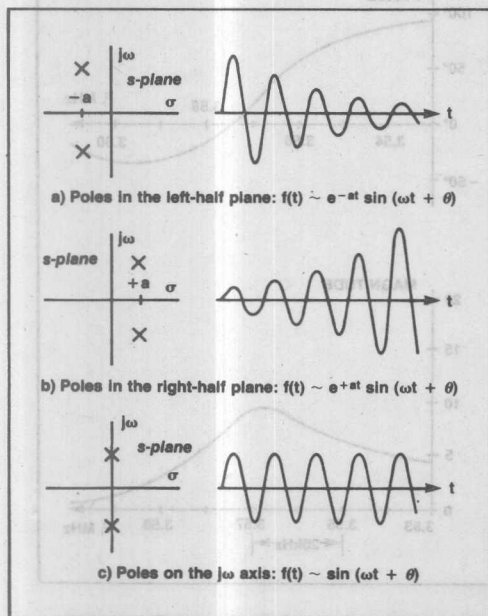 jω
s-plane
−a
σ
t
a) Poles in the left-half plane: f(t) ~ e^−at sin (ωt + θ)
jω
s-plane
+a
σ
t
b) Poles in the right-half plane: f(t) ~ e^+at sin (ωt + θ)
jω
s-plane
σ
t
c) Poles on the jω axis: f(t) ~ sin (ωt + θ)